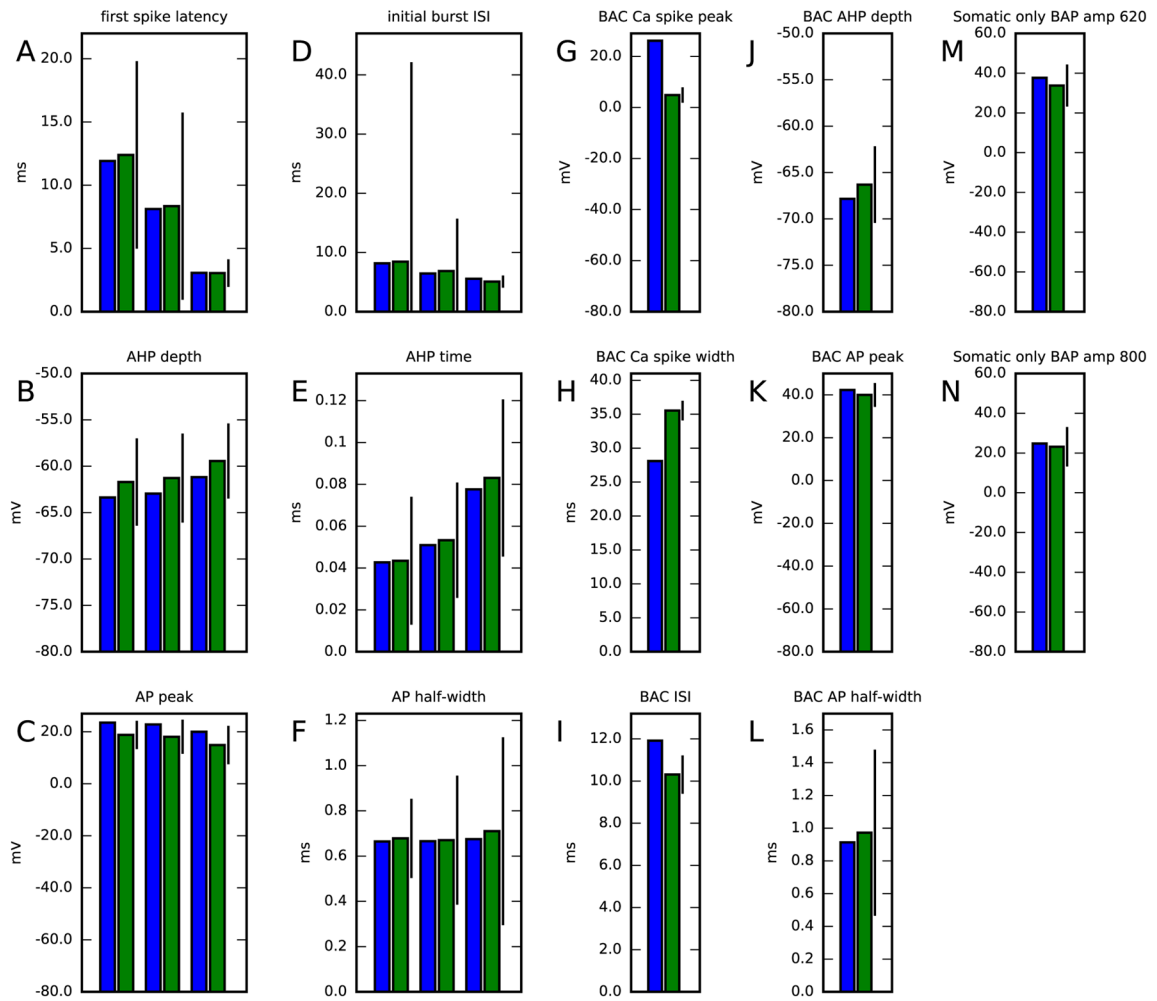 first spike latency
A
20.0
15.0
10.0
5.0
0.0
ms
initial burst ISI
D
40.0
30.0
20.0
10.0
0.0
ms
BAC Ca spike peak
G
20.0
0.0
-20.0
-40.0
-60.0
-80.0
mV
BAC AHP depth
J
-50.0
-55.0
-60.0
-65.0
-70.0
-75.0
-80.0
mV
Somatic only BAP amp 620
M
60.0
40.0
20.0
0.0
-20.0
-40.0
-60.0
-80.0
mV
AHP depth
B
-50.0
-55.0
-60.0
-65.0
-70.0
-75.0
-80.0
mV
AHP time
E
0.12
0.1
0.08
0.06
0.04
0.02
0.0
ms
BAC Ca spike width
H
40.0
35.0
30.0
25.0
20.0
15.0
10.0
5.0
0.0
ms
BAC AP peak
K
40.0
20.0
0.0
-20.0
-40.0
-60.0
-80.0
mV
Somatic only BAP amp 800
N
60.0
40.0
20.0
0.0
-20.0
-40.0
-60.0
-80.0
mV
AP peak
C
20.0
0.0
-20.0
-40.0
-60.0
-80.0
mV
AP half-width
F
1.2
1.0
0.8
0.6
0.4
0.2
0.0
ms
BAC ISI
I
12.0
10.0
8.0
6.0
4.0
2.0
0.0
ms
BAC AP half-width
L
1.6
1.4
1.2
1.0
0.8
0.6
0.4
0.2
0.0
ms